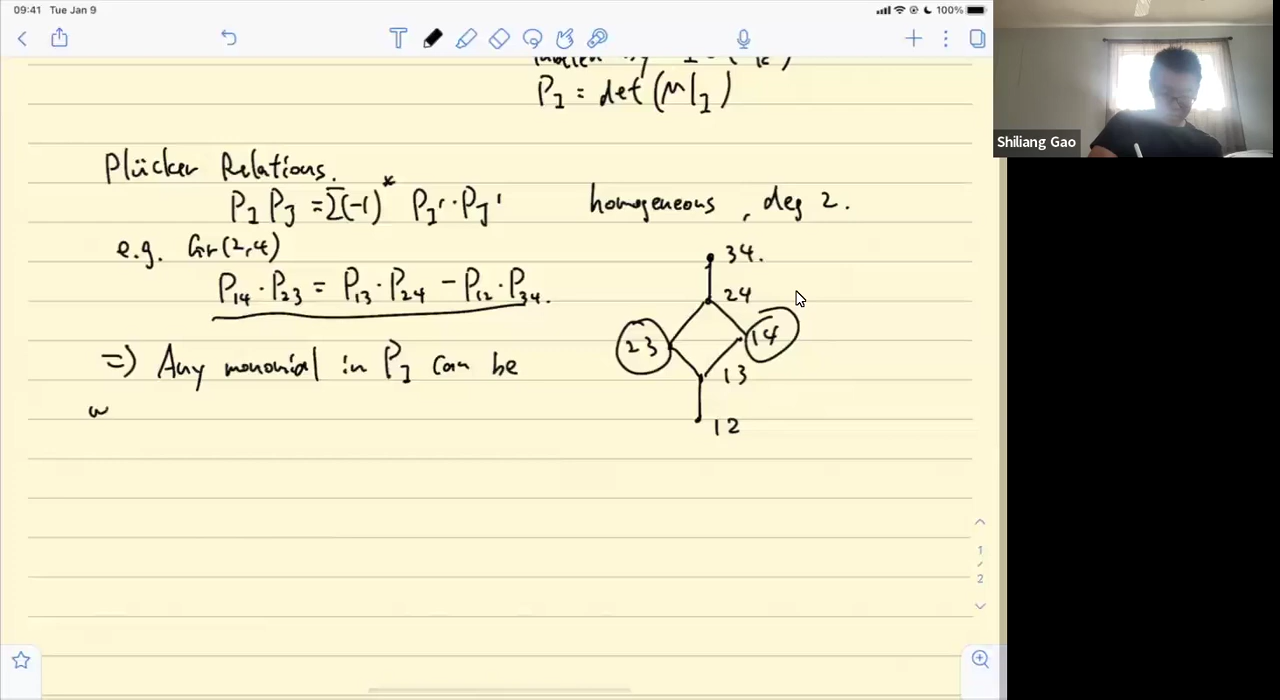 09:41 Tue Jan 9
100%
P_I = det (M|_I)
Plücker Relations.
P_I P_J = Σ(-1)^* P_I' · P_J' homogeneous, deg 2.
e.g. Gr(2,4)
P_14 · P_23 = P_13 · P_24 - P_12 · P_34.
34.
24
23
14
13
12
=) Any monomial in P_I can be
w
Shiliang Gao
1
/
2